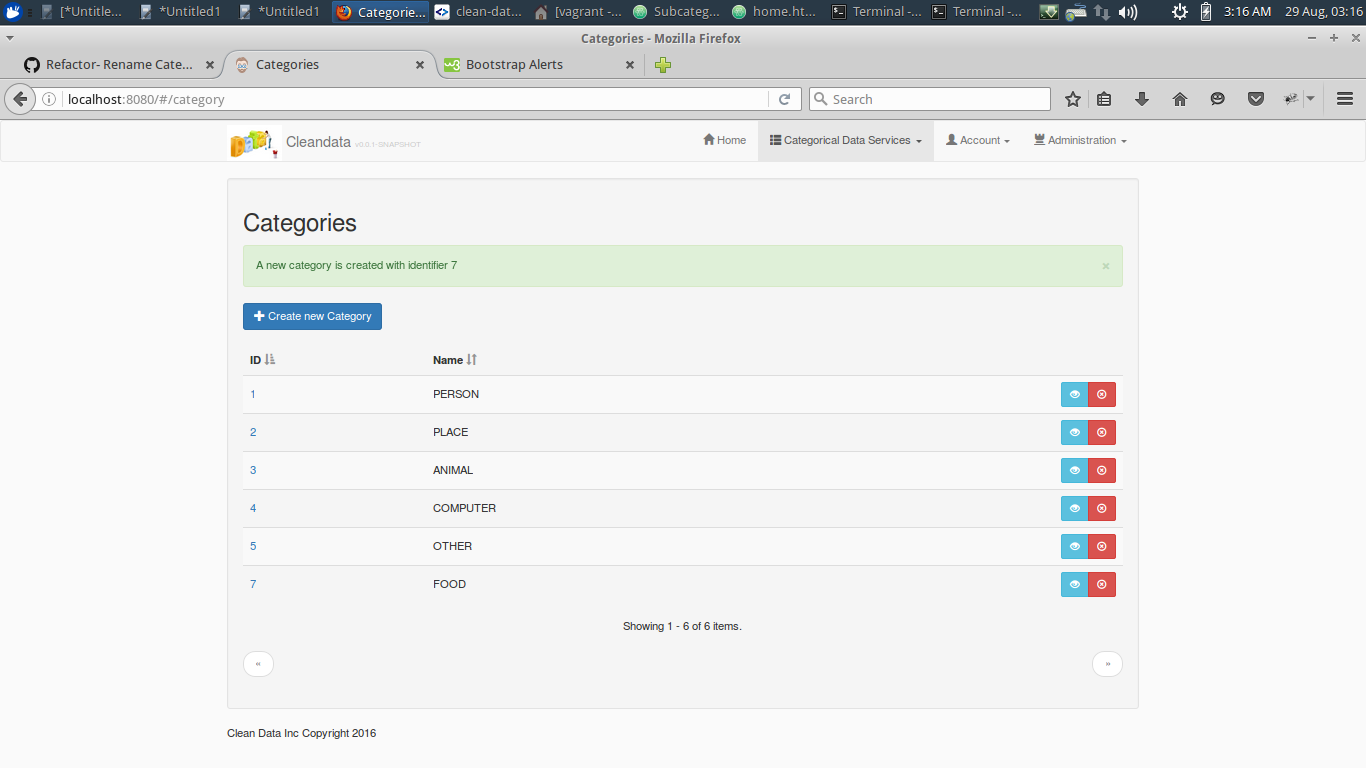 [*Untitle... *Untitled1 *Untitled1 Categorie... clean-dat... [vagrant -... Subcateg... home.ht... Terminal -... Terminal -... 3:16 AM 29 Aug, 03:16
Categories - Mozilla Firefox
Refactor- Rename Cate... Categories Bootstrap Alerts
localhost:8080/#/category Search
Cleandata v0.0.1-SNAPSHOT Home Categorical Data Services Account Administration
Categories
A new category is created with identifier 7 ×
Create new Category
ID Name
1 PERSON
2 PLACE
3 ANIMAL
4 COMPUTER
5 OTHER
7 FOOD
Showing 1 - 6 of 6 items.
« »
Clean Data Inc Copyright 2016